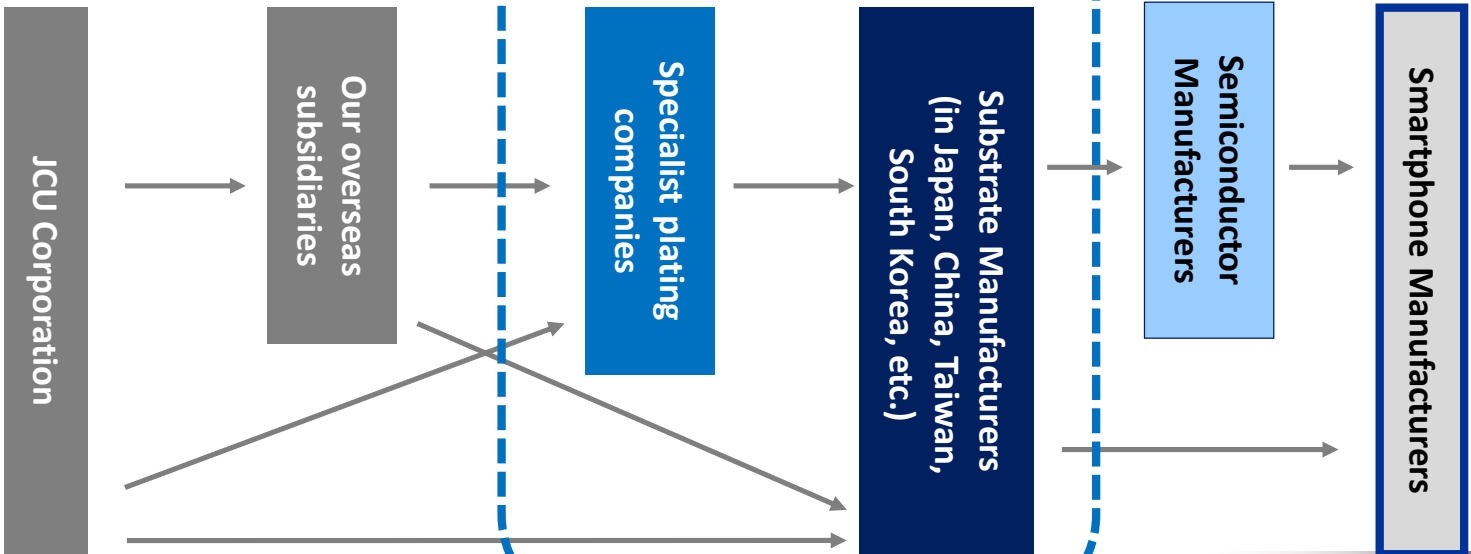 JCU Corporation
Our overseas
subsidiaries
Specialist plating
companies
Substrate Manufacturers
(in Japan, China, Taiwan,
South Korea, etc.)
Semiconductor
Manufacturers
Smartphone Manufacturers